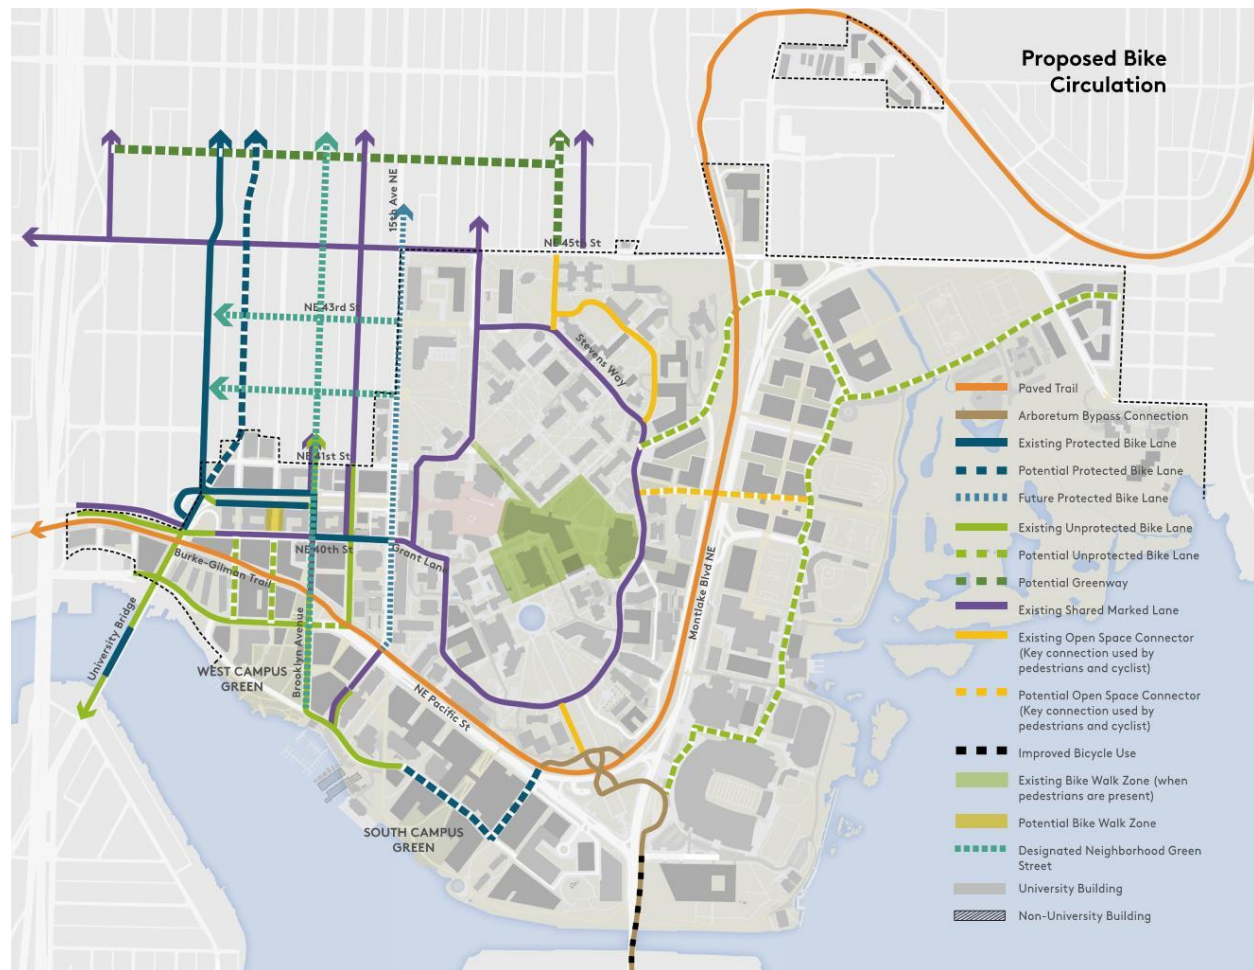 Proposed Bike
Circulation
15th Ave NE
NE 45th St
NE 43rd St
Stevens Way
NE 41st St
NE 40th St
Grant Lane
Burke-Gilman Trail
University Bridge
Brooklyn Avenue
Montlake Blvd NE
WEST CAMPUS
GREEN
NE Pacific St
SOUTH CAMPUS
GREEN
Paved Trail
Arboretum Bypass Connection
Existing Protected Bike Lane
Potential Protected Bike Lane
Future Protected Bike Lane
Existing Unprotected Bike Lane
Potential Unprotected Bike Lane
Potential Greenway
Existing Shared Marked Lane
Existing Open Space Connector
(Key connection used by
pedestrians and cyclist)
Potential Open Space Connector
(Key connection used by
pedestrians and cyclist)
Improved Bicycle Use
Existing Bike Walk Zone (when
pedestrians are present)
Potential Bike Walk Zone
Designated Neighborhood Green
Street
University Building
Non-University Building